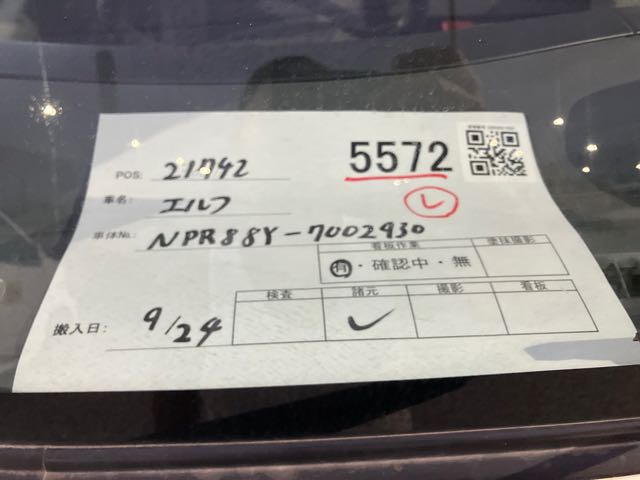 POS: 21742 5572
車名: エルフ レ
車体No.: NPR88Y-7002930
看板作業 塗抹撮影
有・確認中・無
検査 諸元 撮影 看板
搬入日: 9/24 ✓